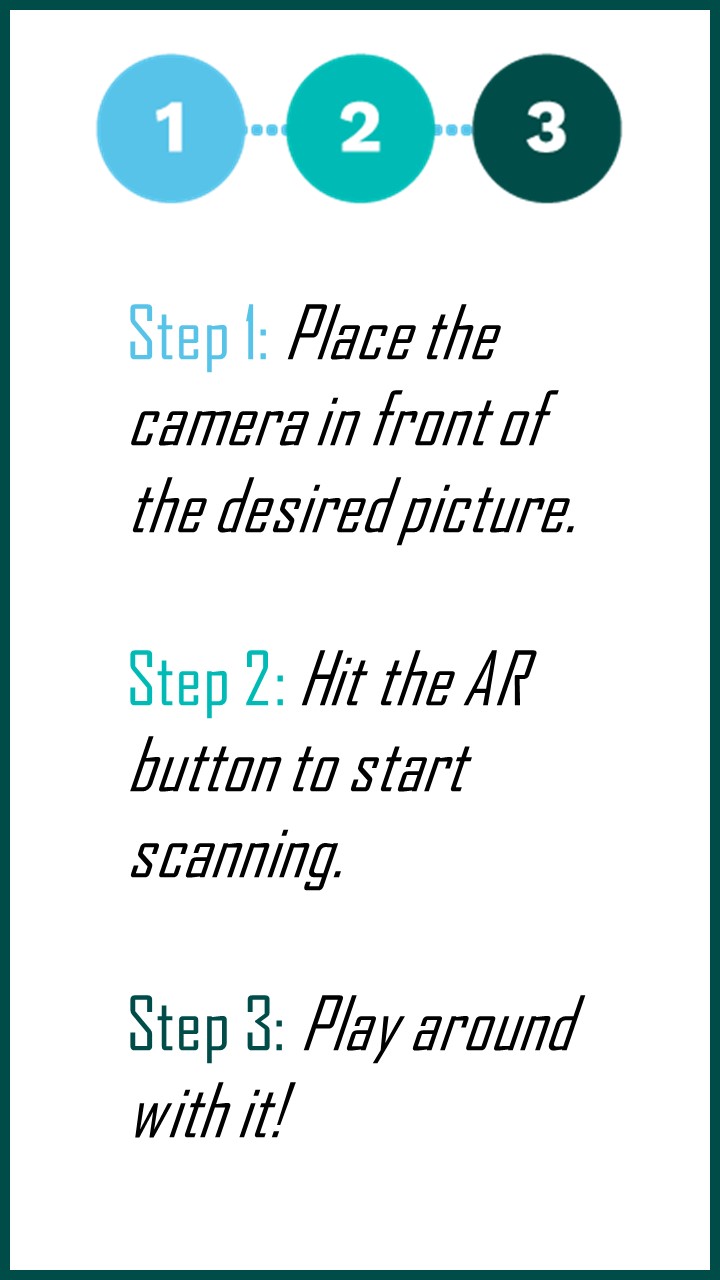 1 2 3
Step 1: Place the
camera in front of
the desired picture.
Step 2: Hit the AR
button to start
scanning.
Step 3: Play around
with it!